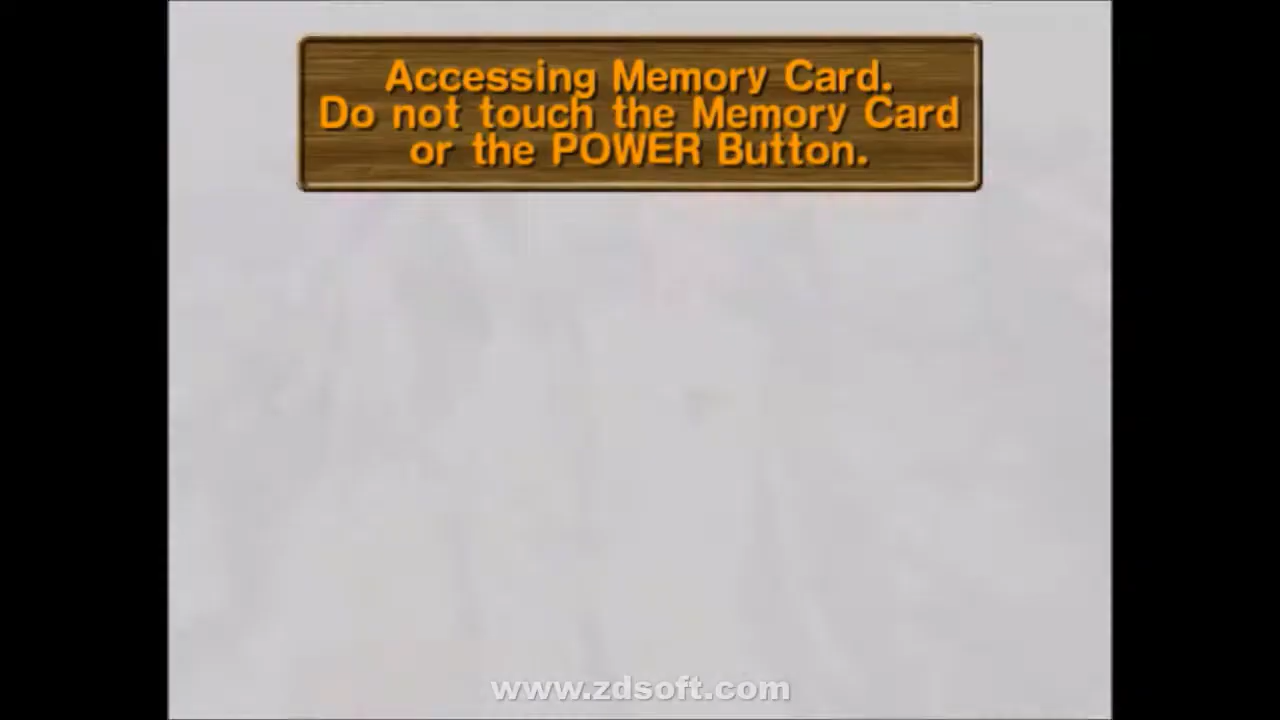 Accessing Memory Card.
Do not touch the Memory Card
or the POWER Button.
www.zdsoft.com